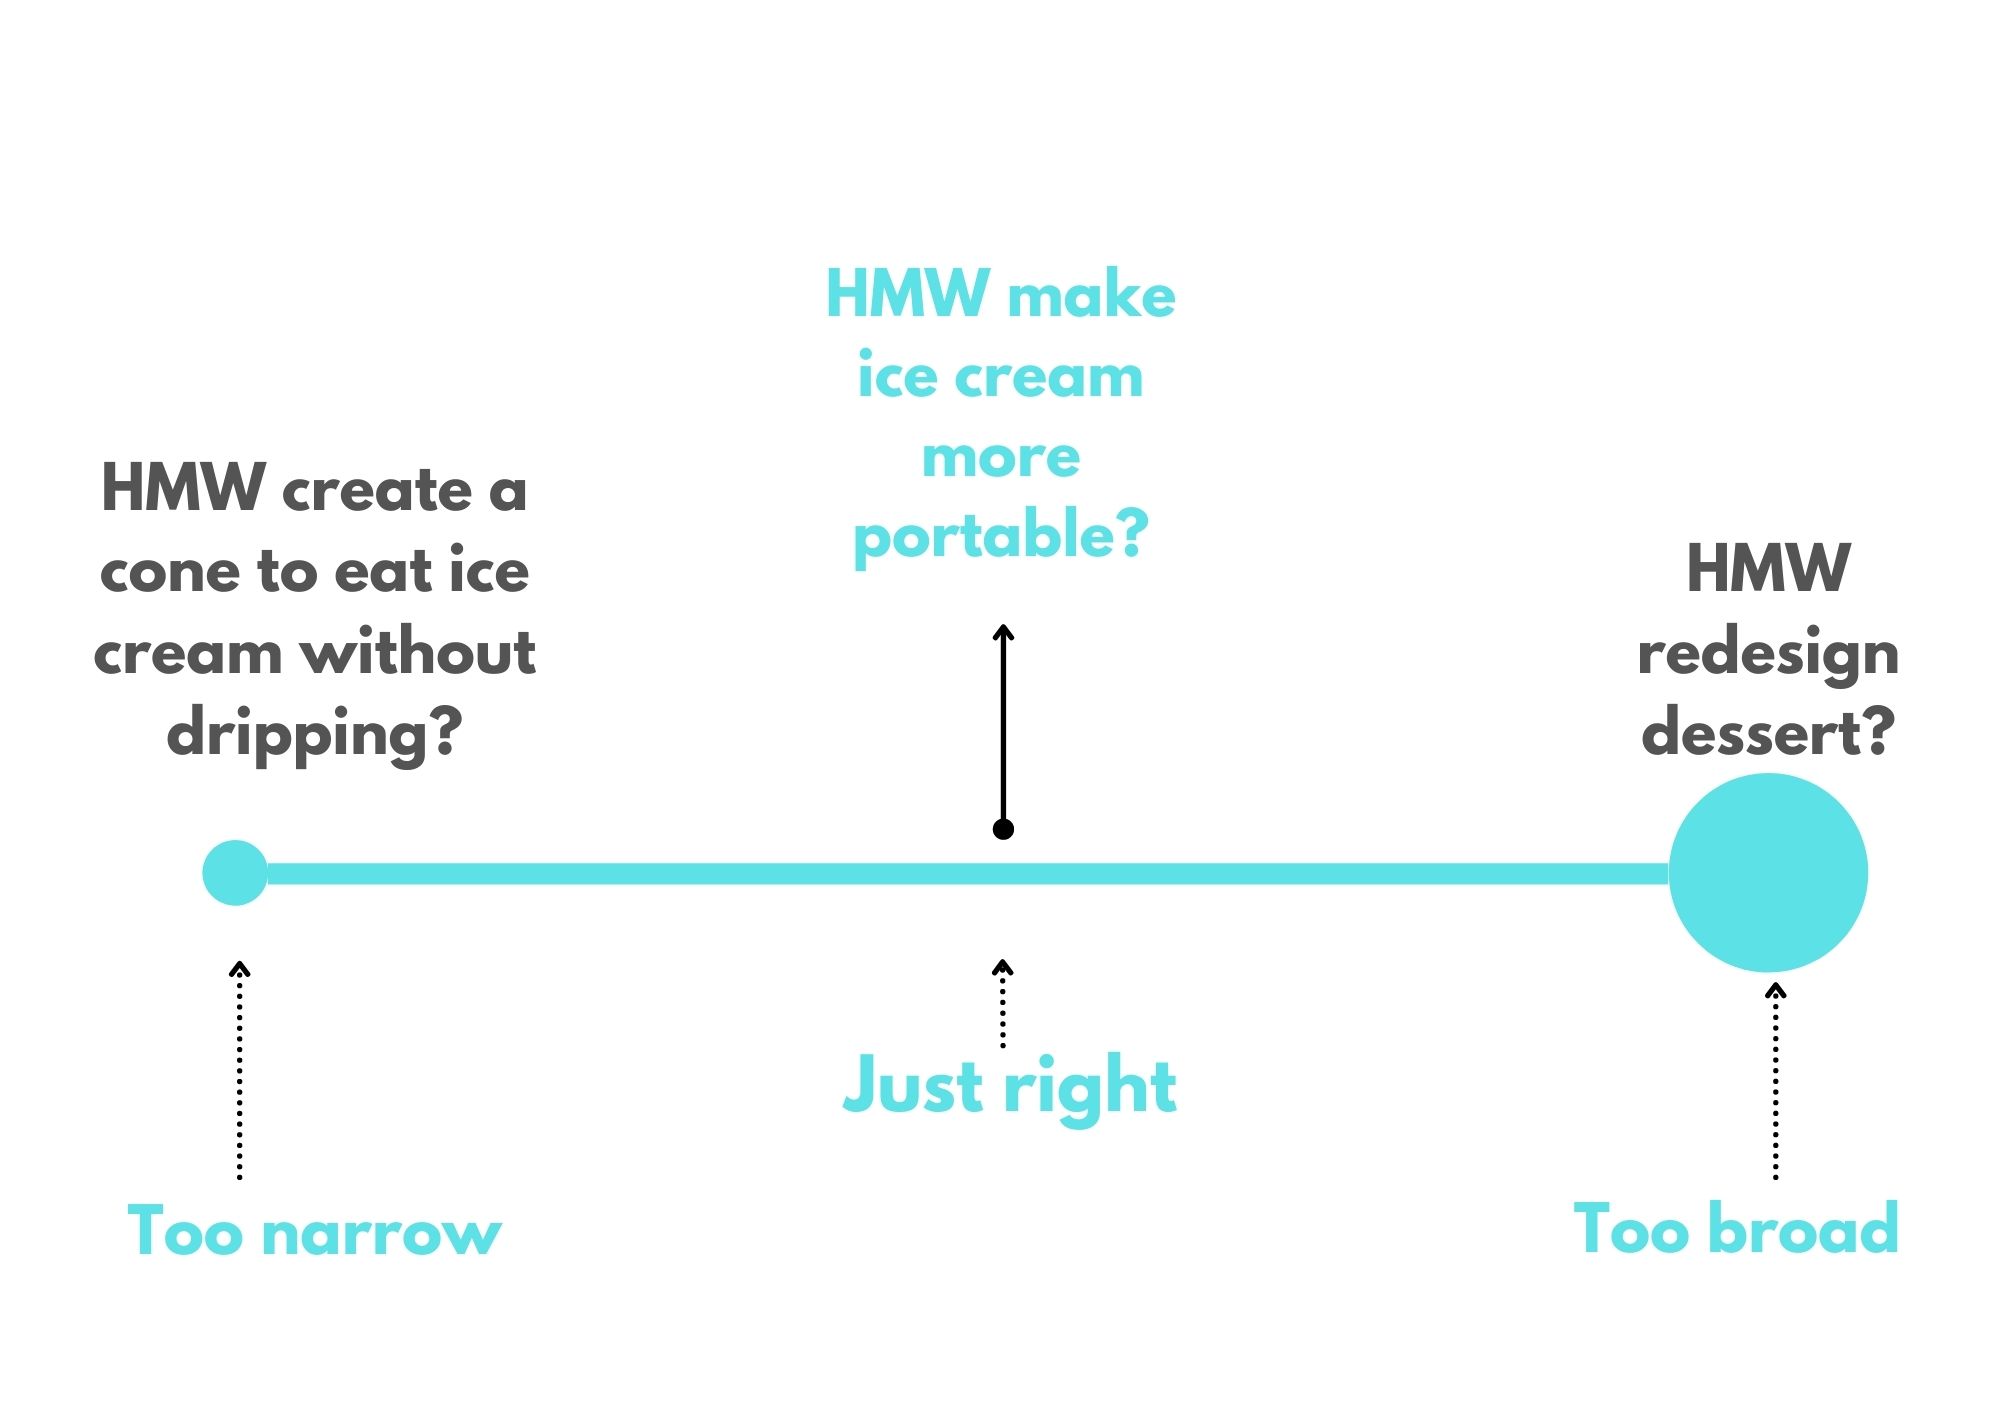 HMW make
ice cream
more
portable?
HMW create a
cone to eat ice
cream without
dripping?
HMW
redesign
dessert?
Just right
Too narrow
Too broad